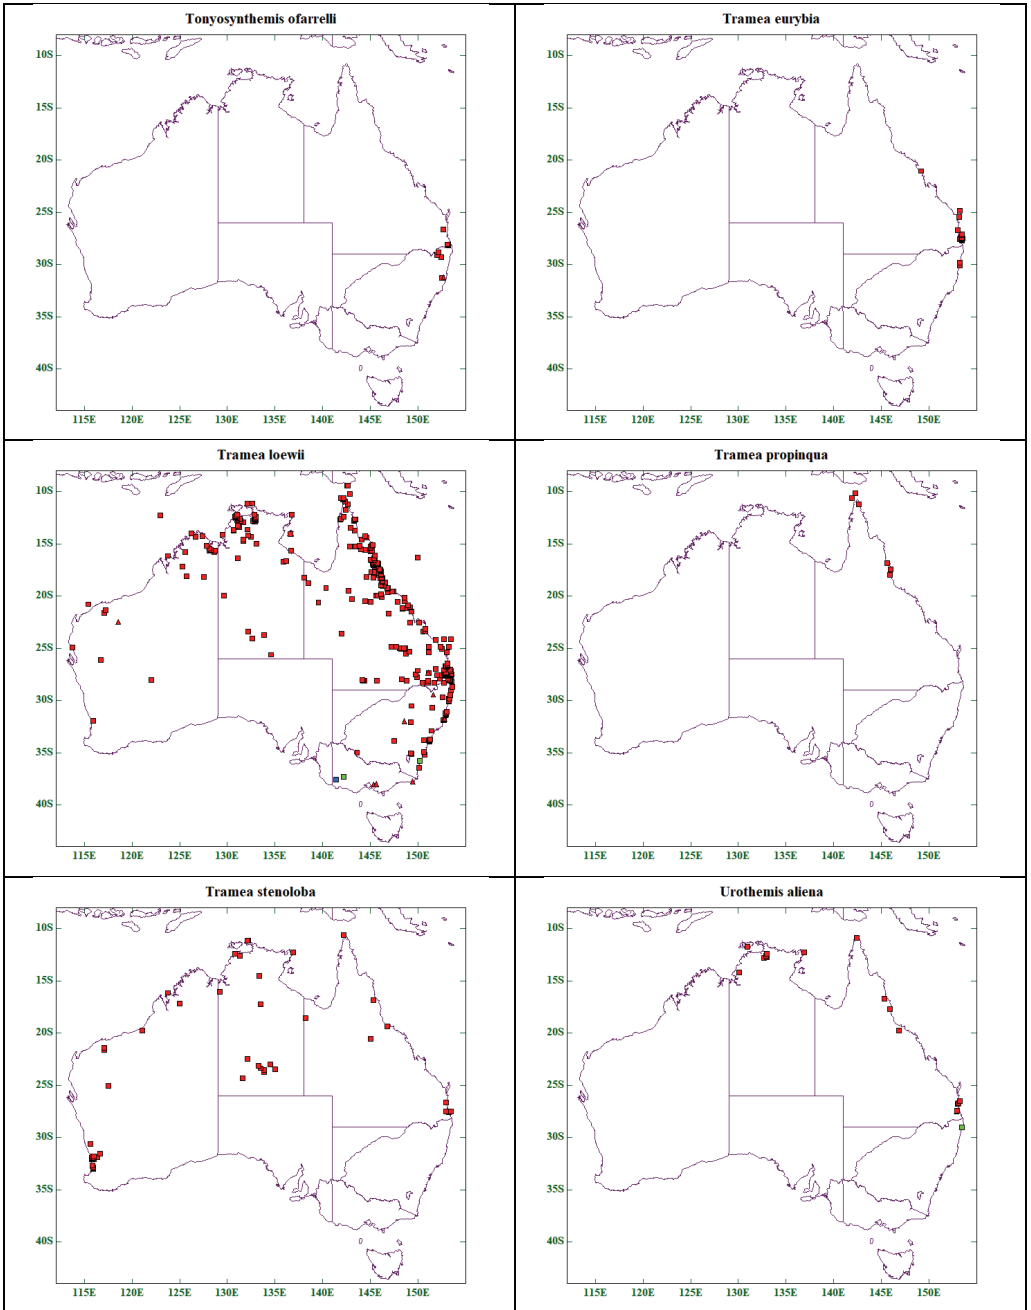 Tonyosynthemis ofarrelli
10S
15S
20S
25S
30S
35S
40S
115E 120E 125E 130E 135E 140E 145E 150E
Tramea eurybia
10S
15S
20S
25S
30S
35S
40S
115E 120E 125E 130E 135E 140E 145E 150E
Tramea loewii
10S
15S
20S
25S
30S
35S
40S
115E 120E 125E 130E 135E 140E 145E 150E
Tramea propinqua
10S
15S
20S
25S
30S
35S
40S
115E 120E 125E 130E 135E 140E 145E 150E
Tramea stenoloba
10S
15S
20S
25S
30S
35S
40S
115E 120E 125E 130E 135E 140E 145E 150E
Urothemis aliena
10S
15S
20S
25S
30S
35S
40S
115E 120E 125E 130E 135E 140E 145E 150E